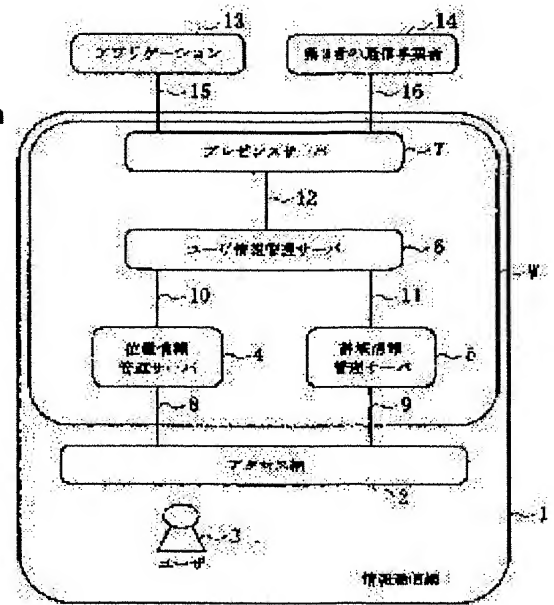 13
14
アプリケーション
第3者の通信事業者
15
16
プレゼンスサーバ
7
12
ユーザ情報管理サーバ
6
10
11
W
位置情報
管理サーバ
4
管理サーバ
5
8
9
アクセス網
2
1
3
ユーザ
情報通信網